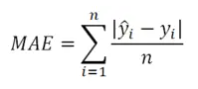 MAE = \sum_{i=1}^{n} \frac{|\hat{y}_i - y_i|}{n}